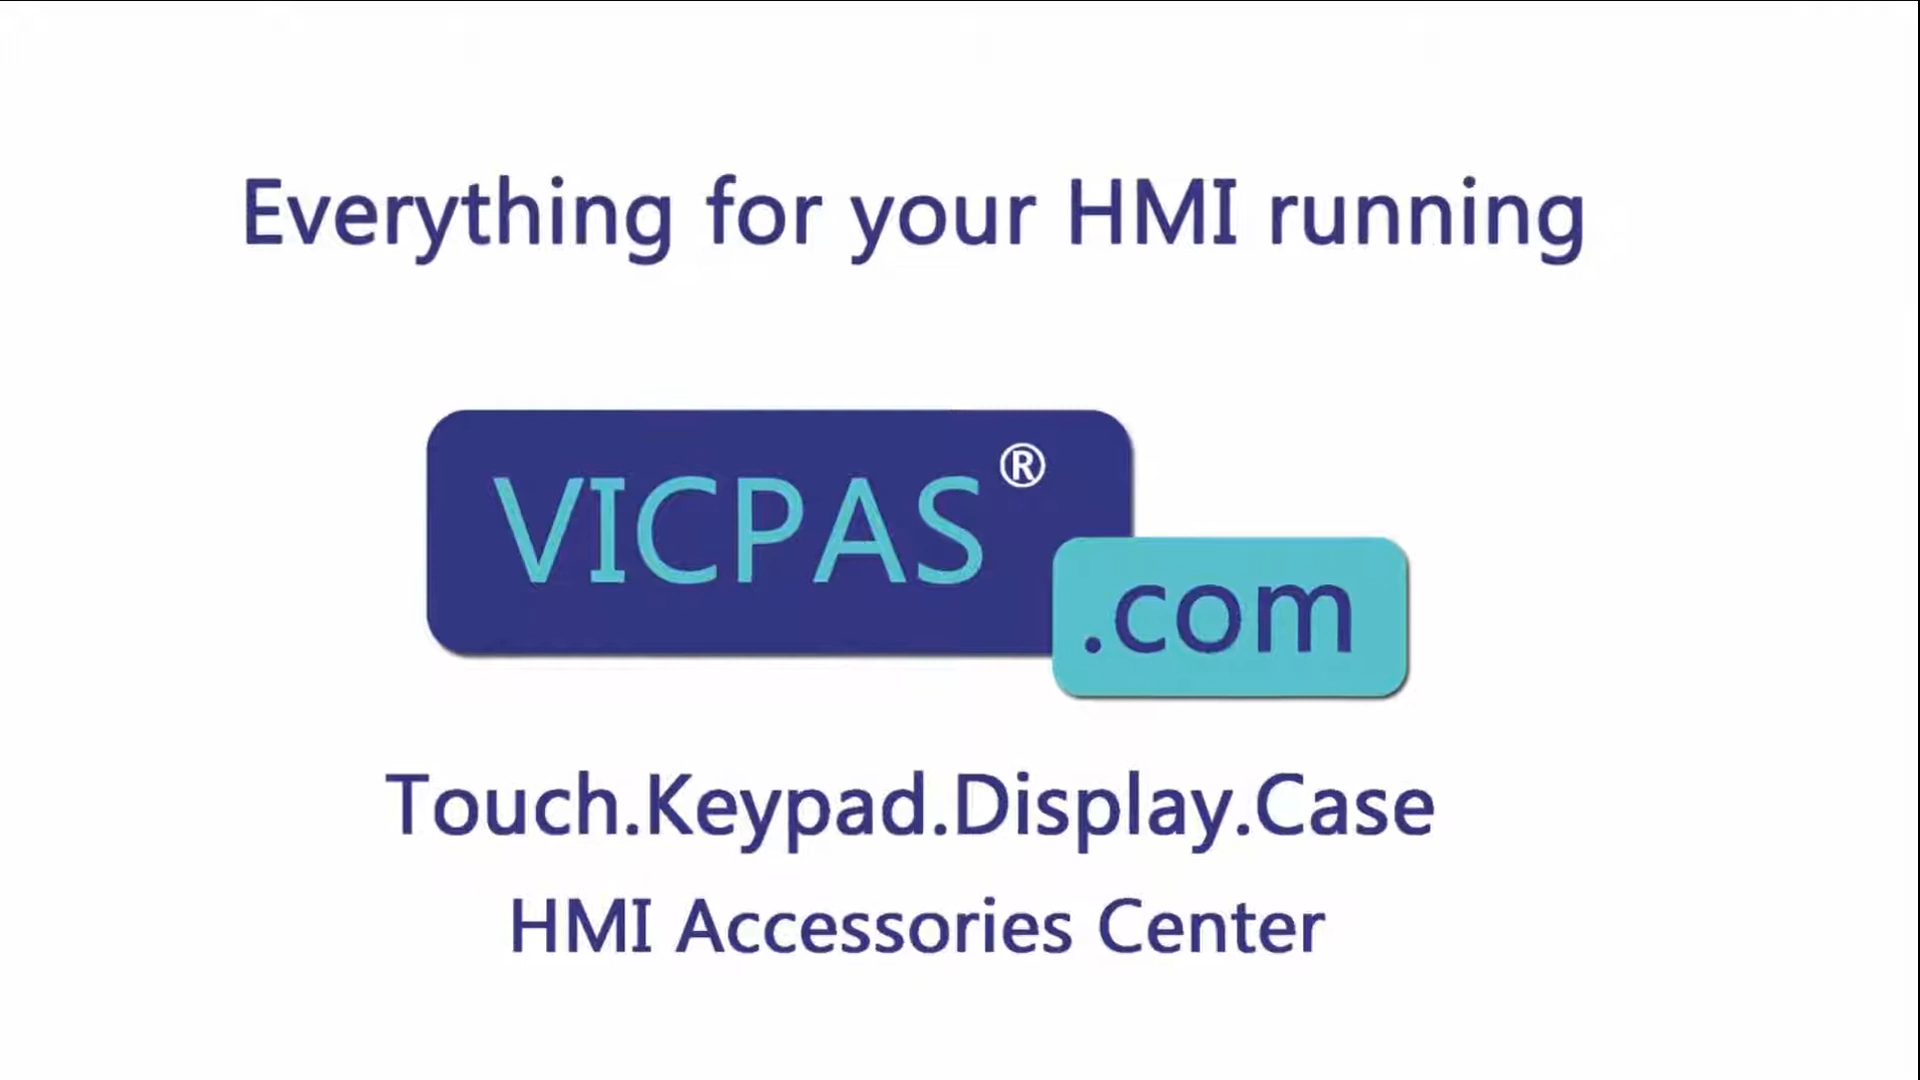 Everything for your HMI running
VICPAS®
.com
Touch.Keypad.Display.Case
HMI Accessories Center